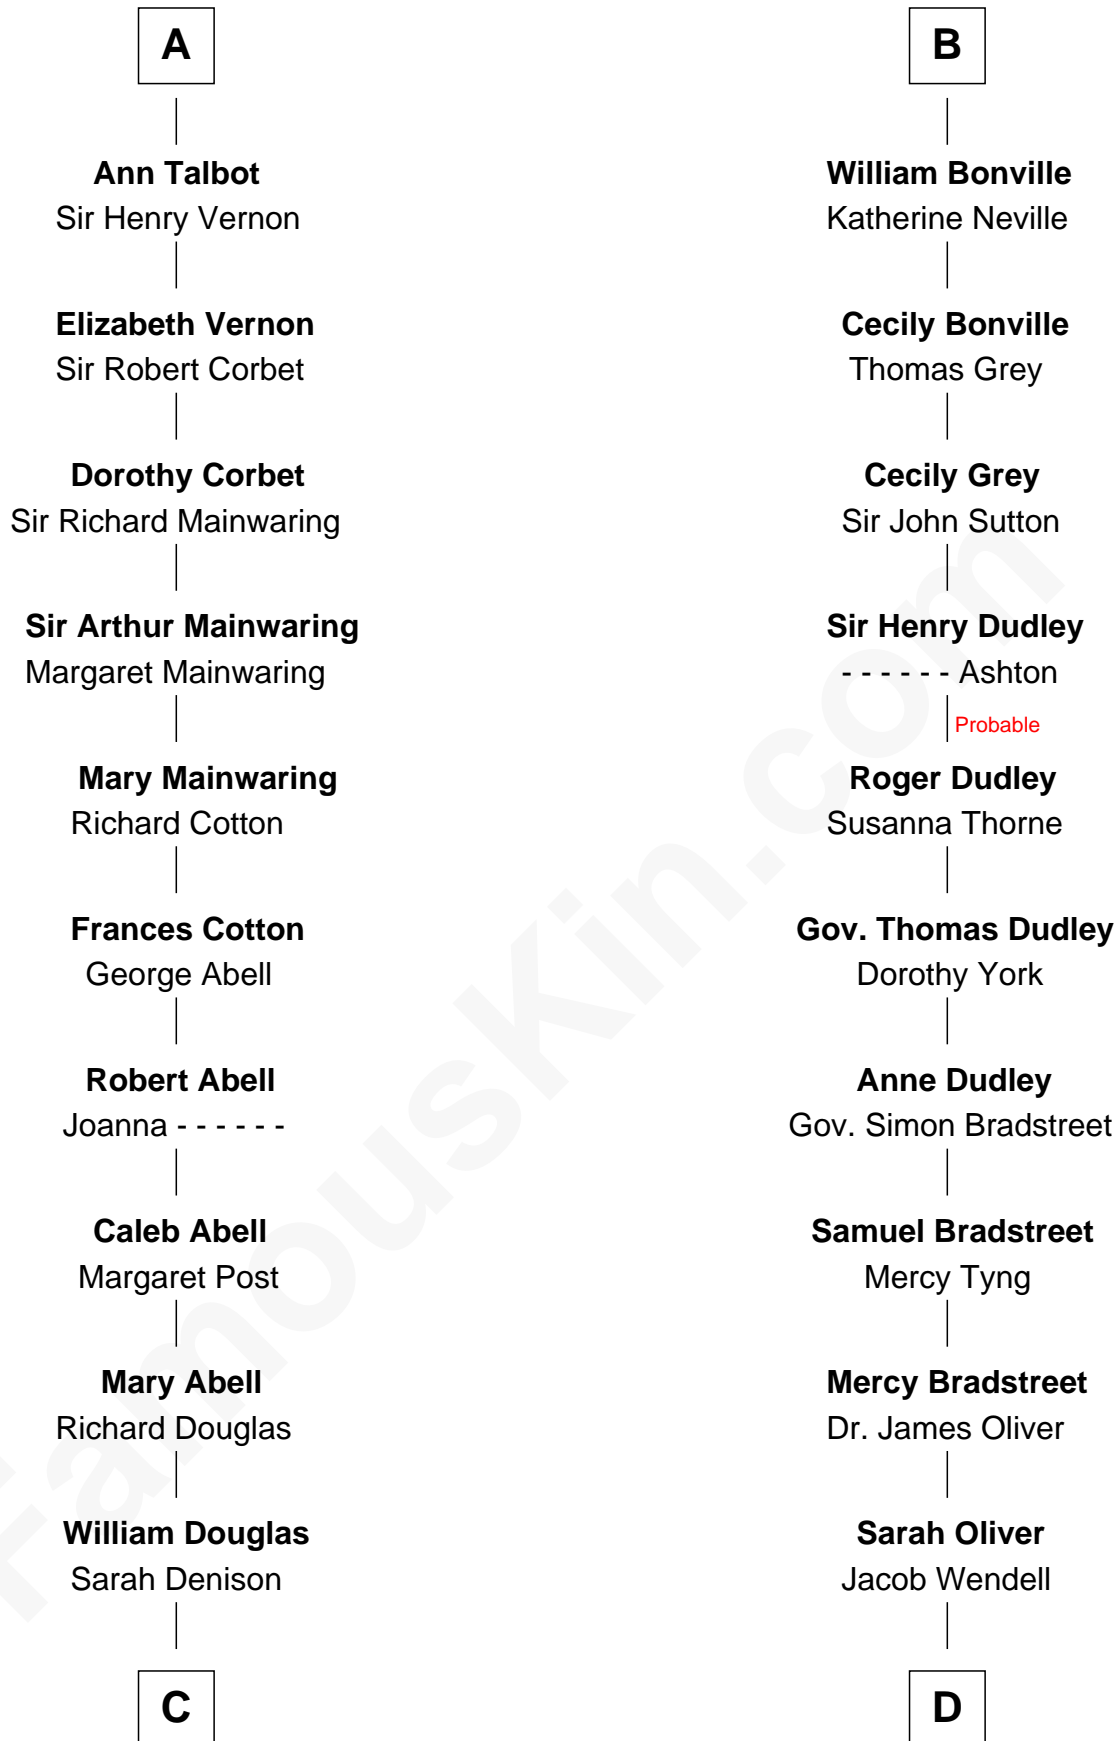 A
Ann Talbot
Sir Henry Vernon
Elizabeth Vernon
Sir Robert Corbet
Dorothy Corbet
Sir Richard Mainwaring
Sir Arthur Mainwaring
Margaret Mainwaring
Mary Mainwaring
Richard Cotton
Frances Cotton
George Abell
Robert Abell
Joanna - - - - - -
Caleb Abell
Margaret Post
Mary Abell
Richard Douglas
William Douglas
Sarah Denison
C
B
William Bonville
Katherine Neville
Cecily Bonville
Thomas Grey
Cecily Grey
Sir John Sutton
Sir Henry Dudley
- - - - - - Ashton
Probable
Roger Dudley
Susanna Thorne
Gov. Thomas Dudley
Dorothy York
Anne Dudley
Gov. Simon Bradstreet
Samuel Bradstreet
Mercy Tyng
Mercy Bradstreet
Dr. James Oliver
Sarah Oliver
Jacob Wendell
D
FamousKin.com